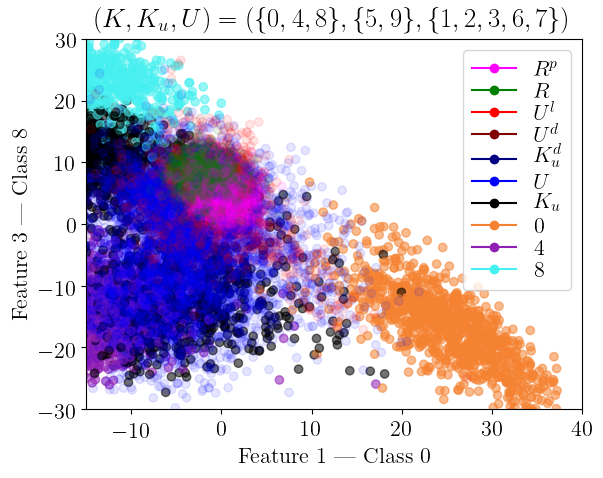 (K, K_u, U) = ({0, 4, 8}, {5, 9}, {1, 2, 3, 6, 7})
30
20
10
0
−10
−20
−30
Feature 3 — Class 8
R^p
R
U^l
U^d
K_u^d
U
K_u
0
4
8
−10
0
10
20
30
40
Feature 1 — Class 0